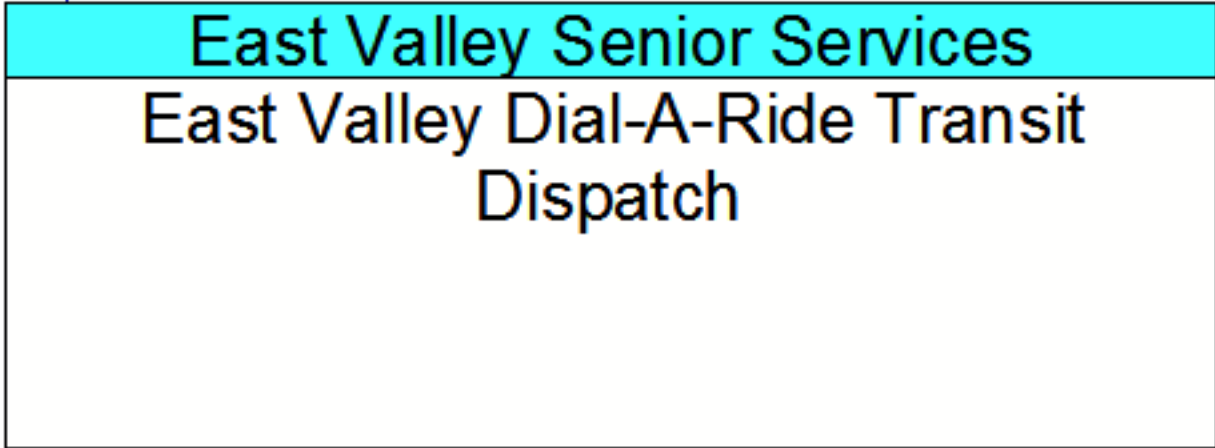 East Valley Senior Services
East Valley Dial-A-Ride Transit
Dispatch